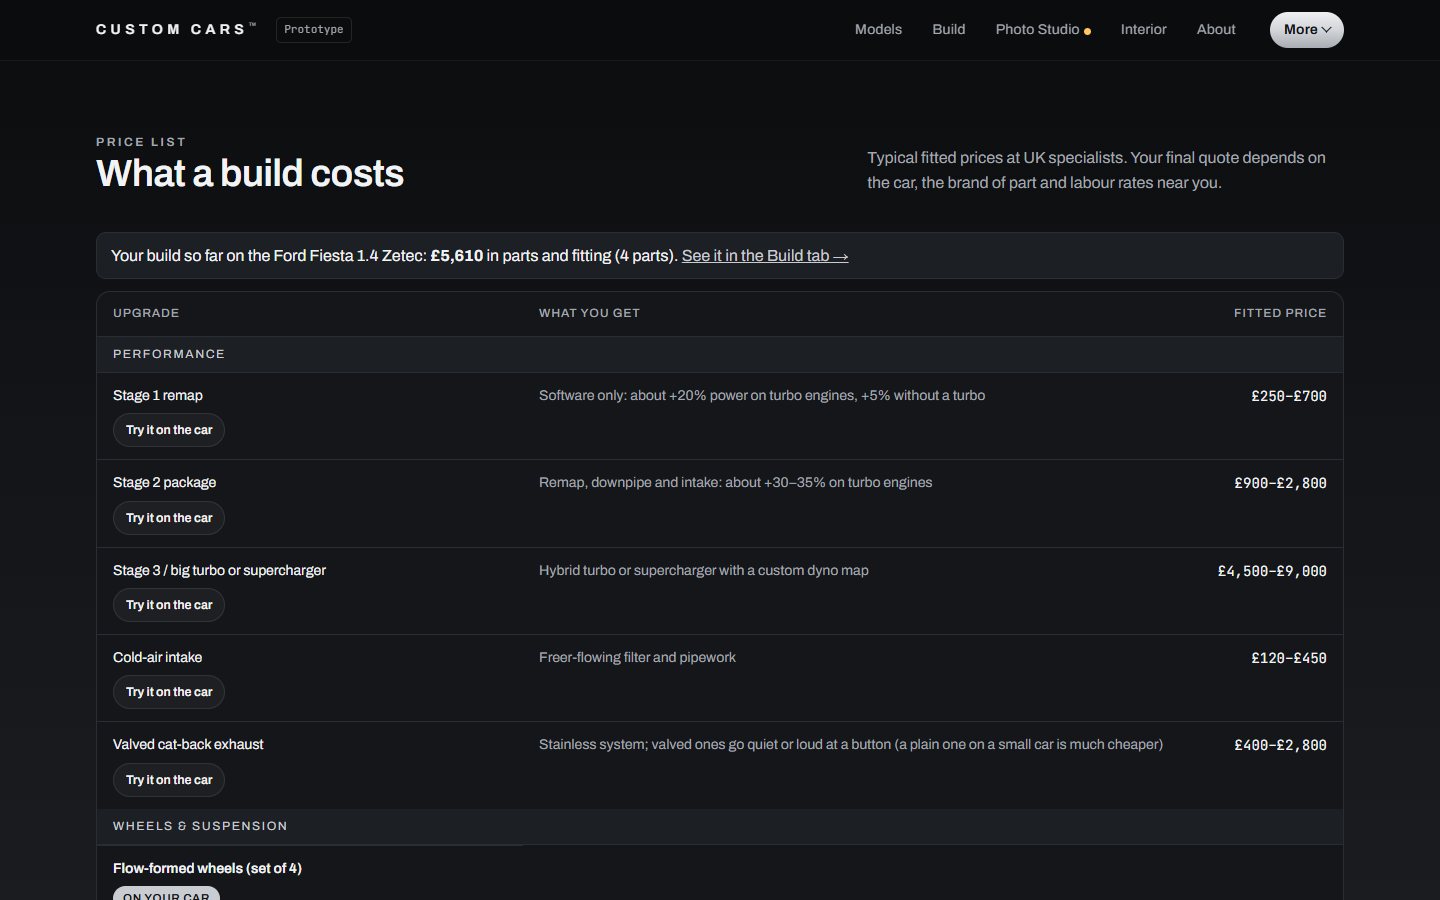 CUSTOM CARS™ Prototype Models Build Photo Studio Interior About More
PRICE LIST
What a build costs
Typical fitted prices at UK specialists. Your final quote depends on
the car, the brand of part and labour rates near you.
Your build so far on the Ford Fiesta 1.4 Zetec: £5,610 in parts and fitting (4 parts). See it in the Build tab →
UPGRADE WHAT YOU GET FITTED PRICE
PERFORMANCE
Stage 1 remap Software only: about +20% power on turbo engines, +5% without a turbo £250–£700
Try it on the car
Stage 2 package Remap, downpipe and intake: about +30–35% on turbo engines £900–£2,800
Try it on the car
Stage 3 / big turbo or supercharger Hybrid turbo or supercharger with a custom dyno map £4,500–£9,000
Try it on the car
Cold-air intake Freer-flowing filter and pipework £120–£450
Try it on the car
Valved cat-back exhaust Stainless system; valved ones go quiet or loud at a button (a plain one on a small car is much cheaper) £400–£2,800
Try it on the car
WHEELS & SUSPENSION
Flow-formed wheels (set of 4)
ON YOUR CAR